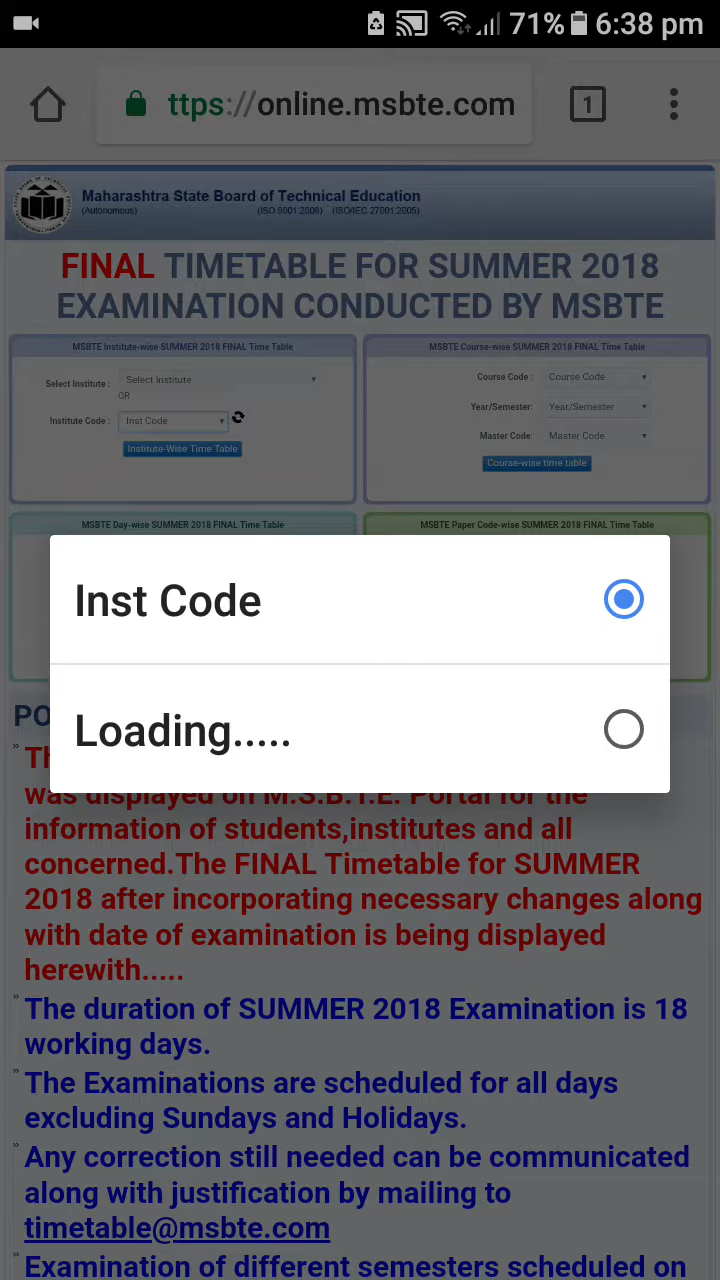 71% 6:38 pm
ttps://online.msbte.com 1
Maharashtra State Board of Technical Education
(Autonomous) (ISO 9001:2008) (ISO/IEC 27001:2005)
FINAL TIMETABLE FOR SUMMER 2018
EXAMINATION CONDUCTED BY MSBTE
MSBTE Institute-wise SUMMER 2018 FINAL Time Table
Select Institute : Select Institute
OR
Institute Code : Inst Code
Institute-Wise Time Table
MSBTE Course-wise SUMMER 2018 FINAL Time Table
Course Code : Course Code
Year/Semester: Year/Semester
Master Code: Master Code
Course-wise time table
MSBTE Day-wise SUMMER 2018 FINAL Time Table
MSBTE Paper Code-wise SUMMER 2018 FINAL Time Table
Inst Code
Loading.....
PO
Th
was displayed on M.S.B.T.E. Portal for the
information of students,institutes and all
concerned.The FINAL Timetable for SUMMER
2018 after incorporating necessary changes along
with date of examination is being displayed
herewith.....
» The duration of SUMMER 2018 Examination is 18
working days.
» The Examinations are scheduled for all days
excluding Sundays and Holidays.
» Any correction still needed can be communicated
along with justification by mailing to
timetable@msbte.com
» Examination of different semesters scheduled on